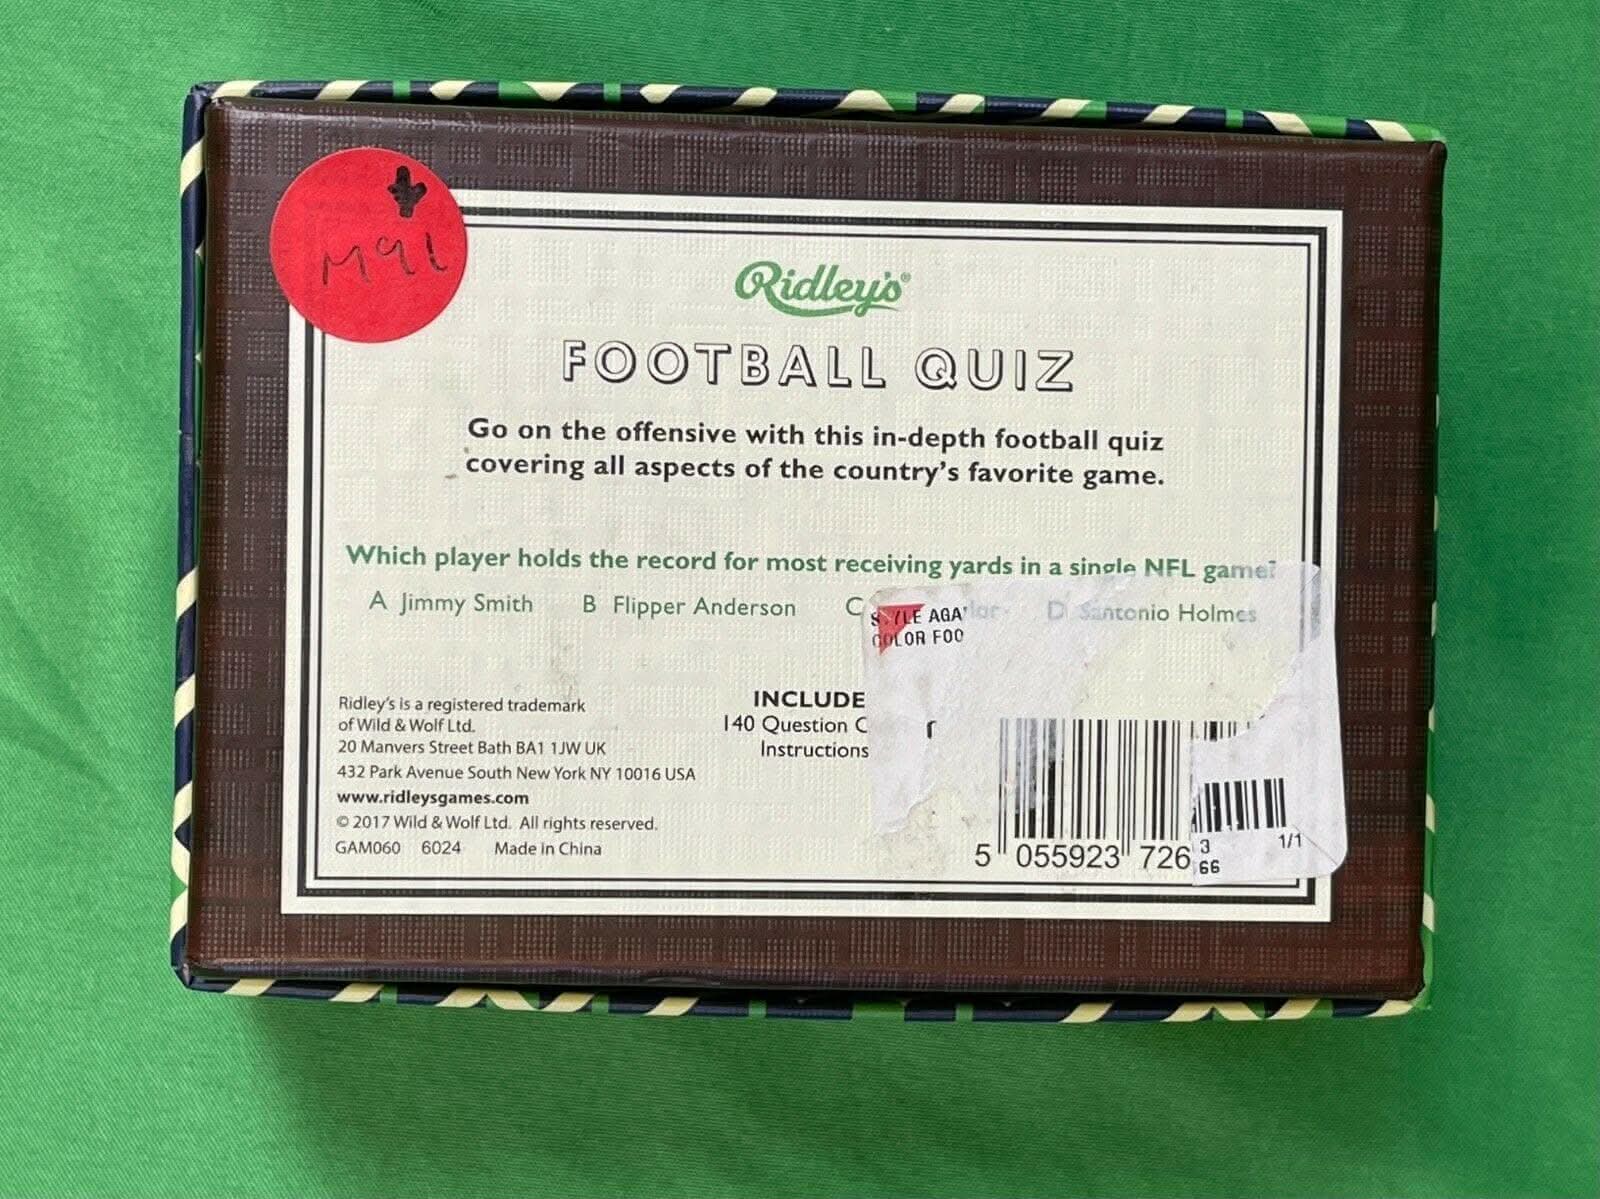 M91
Ridley's®
FOOTBALL QUIZ
Go on the offensive with this in-depth football quiz
covering all aspects of the country's favorite game.
Which player holds the record for most receiving yards in a single NFL game?
A Jimmy Smith B Flipper Anderson C D Santonio Holmes
AGA
COLOR FOO
INCLUDE
140 Question C
Instructions
Ridley's is a registered trademark
of Wild & Wolf Ltd.
20 Manvers Street Bath BA1 1JW UK
432 Park Avenue South New York NY 10016 USA
www.ridleysgames.com
© 2017 Wild & Wolf Ltd. All rights reserved.
GAM060 6024 Made in China
5 055923 726
3 1/1
66